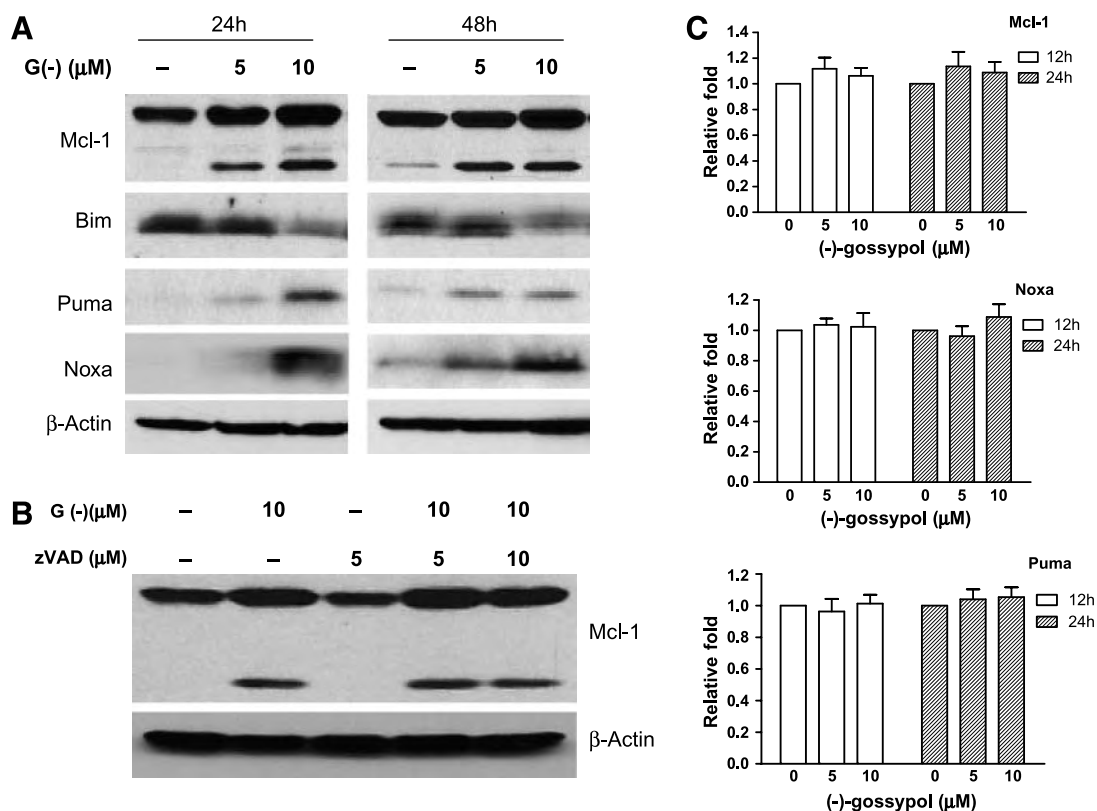 A
24h
48h
G(-) (μM)
– 5 10 – 5 10
Mcl-1
Bim
Puma
Noxa
β-Actin
B
G (-)(μM) – 10 – 10 10
zVAD (μM) – – 5 5 10
Mcl-1
β-Actin
C
Mcl-1
12h
24h
Relative fold
1.4
1.2
1.0
0.8
0.6
0.4
0.2
0.0
0 5 10 0 5 10
(-)-gossypol (μM)
Noxa
12h
24h
Relative fold
1.2
1.0
0.8
0.6
0.4
0.2
0.0
0 5 10 0 5 10
(-)-gossypol (μM)
Puma
12h
24h
Relative fold
1.2
1.0
0.8
0.6
0.4
0.2
0.0
0 5 10 0 5 10
(-)-gossypol (μM)